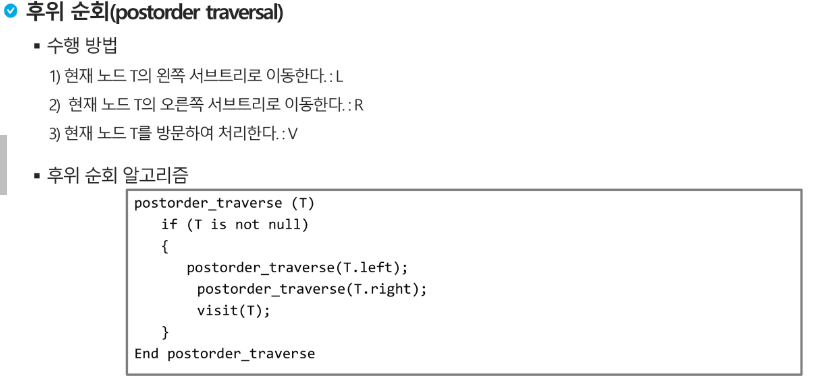 후위 순회(postorder traversal)
▪ 수행 방법
1) 현재 노드 T의 왼쪽 서브트리로 이동한다. : L
2) 현재 노드 T의 오른쪽 서브트리로 이동한다. : R
3) 현재 노드 T를 방문하여 처리한다. : V
▪ 후위 순회 알고리즘
postorder_traverse (T)
if (T is not null)
{
postorder_traverse(T.left);
postorder_traverse(T.right);
visit(T);
}
End postorder_traverse